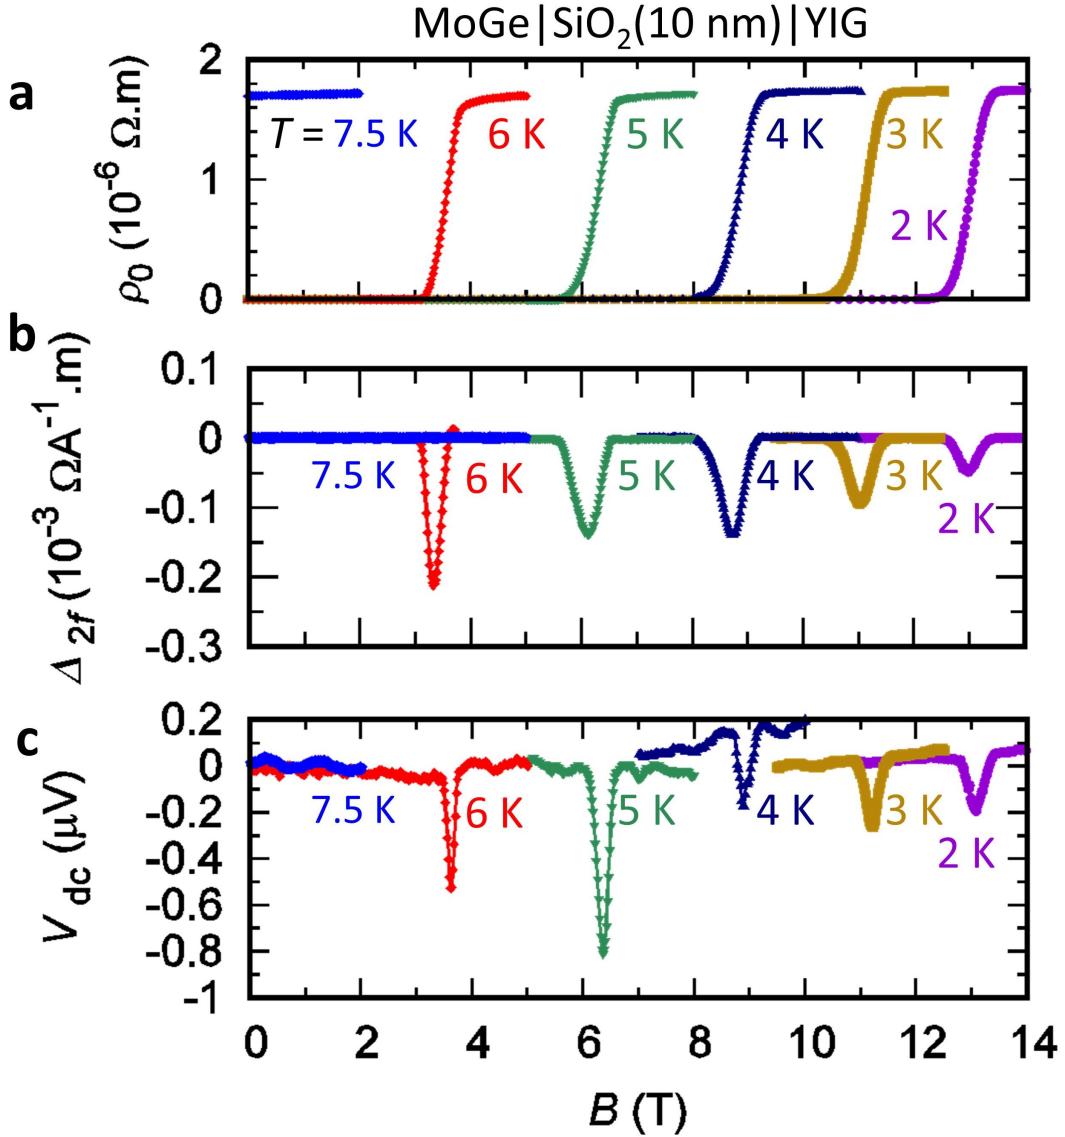 MoGe|SiO₂(10 nm)|YIG
a
2
1
0
ρ₀ (10⁻⁶ Ω.m)
T = 7.5 K
6 K
5 K
4 K
3 K
2 K
b
0.1
0
-0.1
-0.2
-0.3
Δ₂f (10⁻³ ΩA⁻¹.m)
7.5 K
6 K
5 K
4 K
3 K
2 K
c
0.2
0
-0.2
-0.4
-0.6
-0.8
-1
V dc (μV)
7.5 K
6 K
5 K
4 K
3 K
2 K
0 2 4 6 8 10 12 14
B (T)